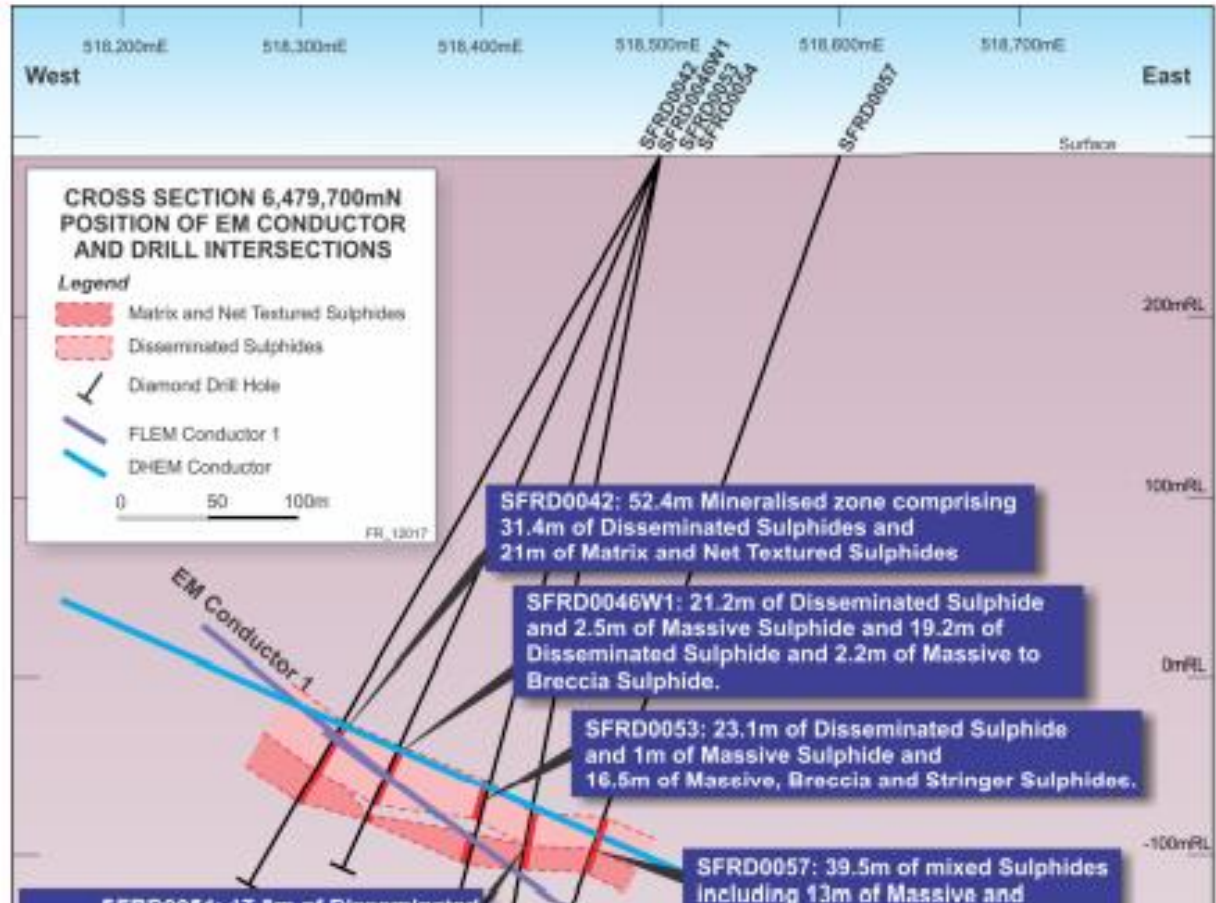 518,200mE 518,300mE 518,400mE 518,500mE 518,600mE 518,700mE
West
East
SFRD0042
SFRD0046W1
SFRD0053
SFRD0054
SFRD0057
Surface
CROSS SECTION 6,479,700mN
POSITION OF EM CONDUCTOR
AND DRILL INTERSECTIONS
Legend
Matrix and Net Textured Sulphides
Disseminated Sulphides
Diamond Drill Hole
FLEM Conductor 1
DHEM Conductor
0 50 100m
FR_12017
200mRL
100mRL
SFRD0042: 52.4m Mineralised zone comprising
31.4m of Disseminated Sulphides and
21m of Matrix and Net Textured Sulphides
EM Conductor 1
SFRD0046W1: 21.2m of Disseminated Sulphide
and 2.5m of Massive Sulphide and 19.2m of
Disseminated Sulphide and 2.2m of Massive to
Breccia Sulphide.
0mRL
SFRD0053: 23.1m of Disseminated Sulphide
and 1m of Massive Sulphide and
16.5m of Massive, Breccia and Stringer Sulphides.
-100mRL
SFRD0057: 39.5m of mixed Sulphides
including 13m of Massive and
of Disseminated